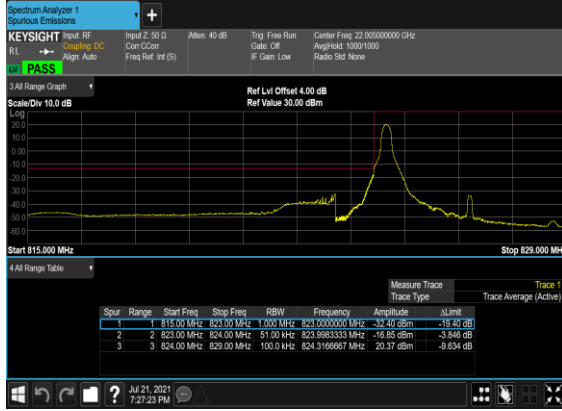 Spectrum Analyzer 1
Spurious Emissions
KEYSIGHT Input: RF Input Z: 50 Ω Atten: 40 dB Trig: Free Run Center Freq: 22.005000000 GHz
RL Coupling: DC Corr CCorr Gate: Off Avg|Hold: 1000/1000
Align: Auto Freq Ref: Int (S) IF Gain: Low Radio Std: None
PASS
3 All Range Graph
Ref Lvl Offset 4.00 dB
Scale/Div 10.0 dB Ref Value 30.00 dBm
Log
20.0
10.0
0.00
-10.0
-20.0
-30.0
-40.0
-50.0
-60.0
Start 815.000 MHz Stop 829.000 MH
4 All Range Table
Measure Trace Trace 1
Trace Type Trace Average (Active)
Spur Range Start Freq Stop Freq RBW Frequency Amplitude ΔLimit
1 1 815.00 MHz 823.00 MHz 1.000 MHz 823.0000000 MHz -32.40 dBm -19.40 dB
2 2 823.00 MHz 824.00 MHz 51.00 kHz 823.9983333 MHz -16.85 dBm -3.846 dB
3 3 824.00 MHz 829.00 MHz 100.0 kHz 824.3166667 MHz 20.37 dBm -9.634 dB
? Jul 21, 2021
7:27:23 PM